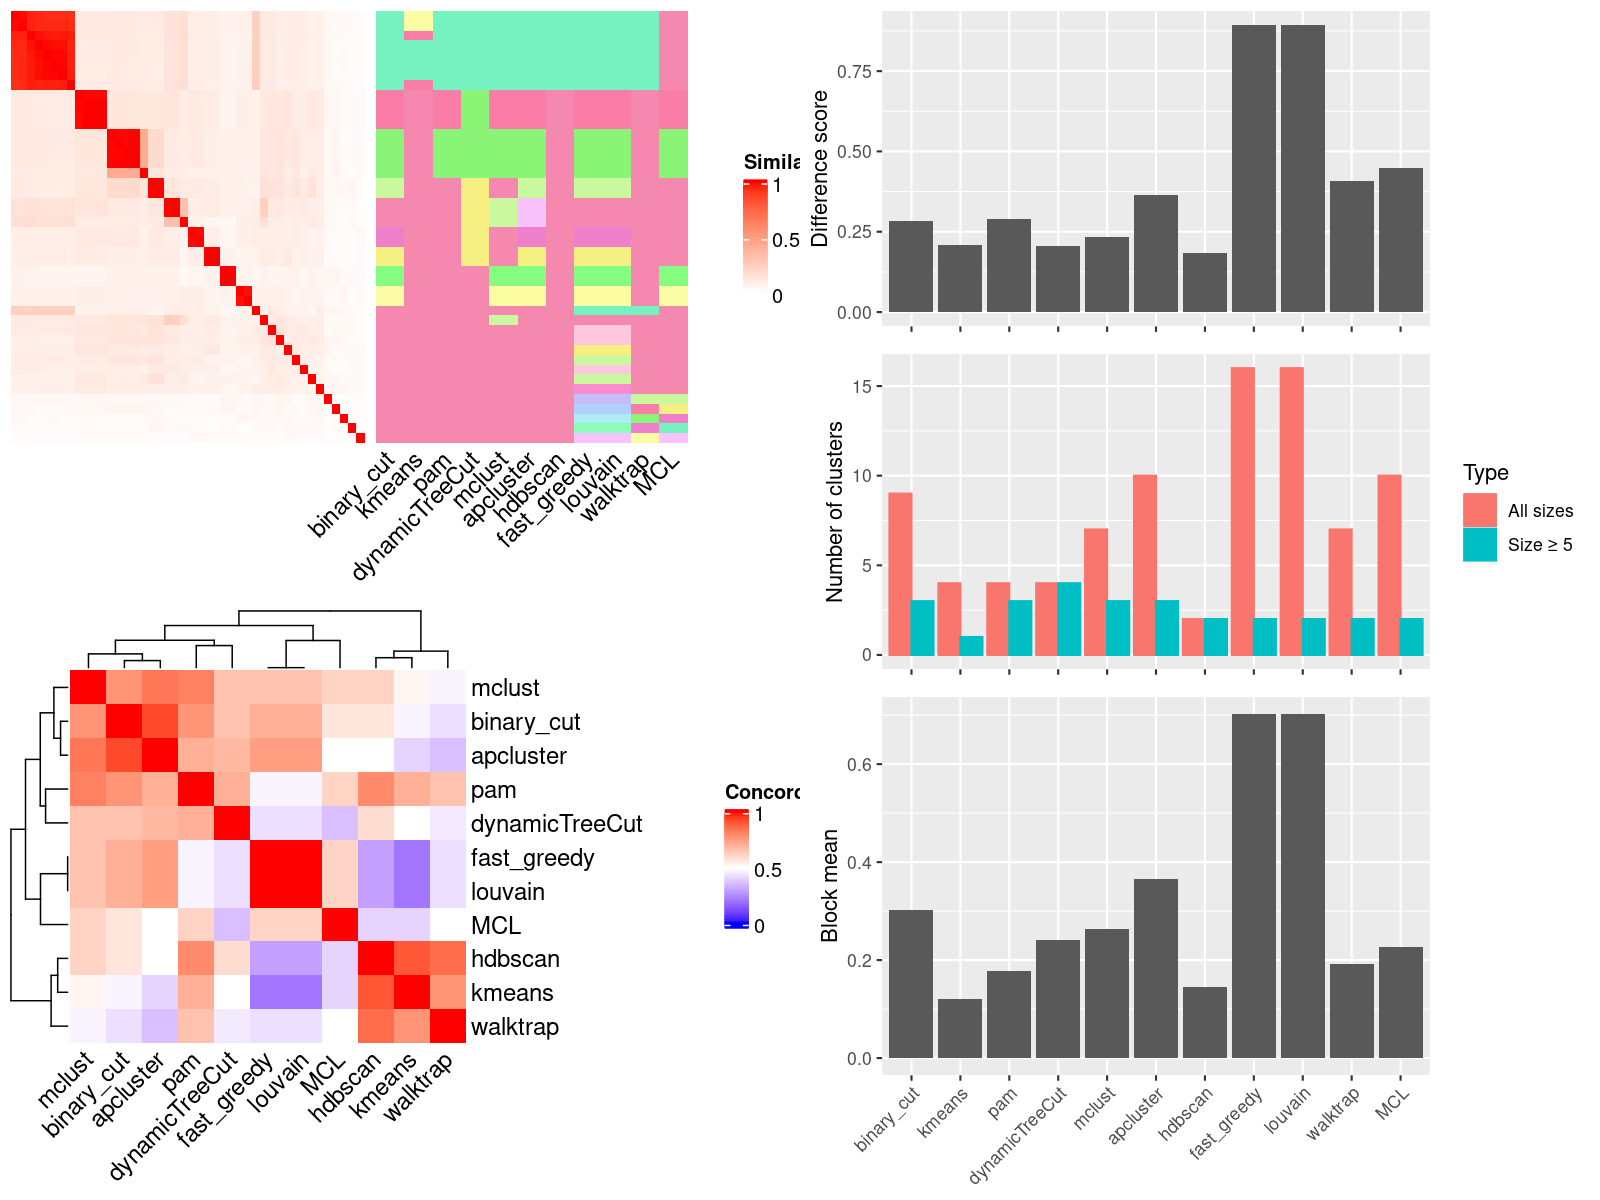 Simila
1
0.5
0
binary_cut
kmeans
pam
dynamicTreeCut
mclust
apcluster
hdbscan
fast_greedy
louvain
walktrap
MCL
mclust
binary_cut
apcluster
pam
dynamicTreeCut
fast_greedy
louvain
MCL
hdbscan
kmeans
walktrap
mclust
binary_cut
apcluster
pam
dynamicTreeCut
fast_greedy
louvain
MCL
hdbscan
kmeans
walktrap
Concord
1
0.5
0
Difference score
0.75
0.50
0.25
0.00
Number of clusters
15
10
5
0
Type
All sizes
Size ≥ 5
Block mean
0.6
0.4
0.2
0.0
binary_cut
kmeans
pam
dynamicTreeCut
mclust
apcluster
hdbscan
fast_greedy
louvain
walktrap
MCL